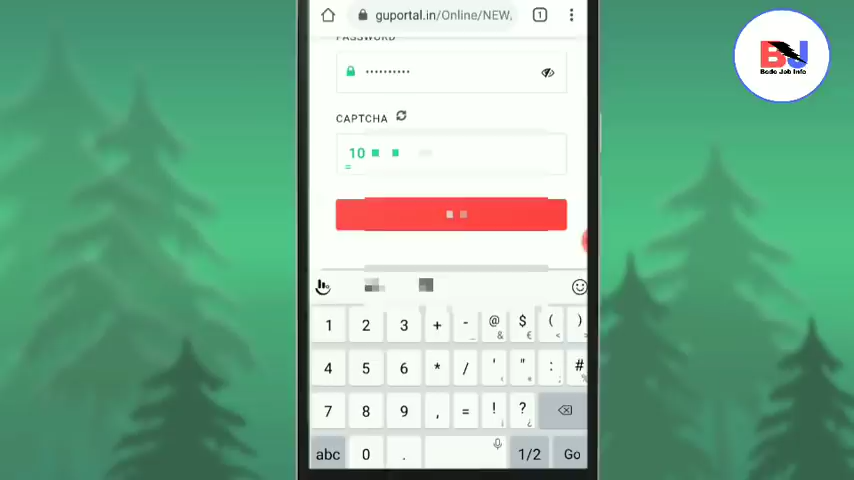 guportal.in/Online/NEW.
1
PASSWORD
••••••••••
CAPTCHA
10
=
1 2 3 + - _ @ & $ € ( < ) >
4 5 6 * / ' ‹ " : ; # %
7 8 9 , = ! ¡ ? ¿
abc 0 . 1/2 Go
BJ
Bodo Job Info